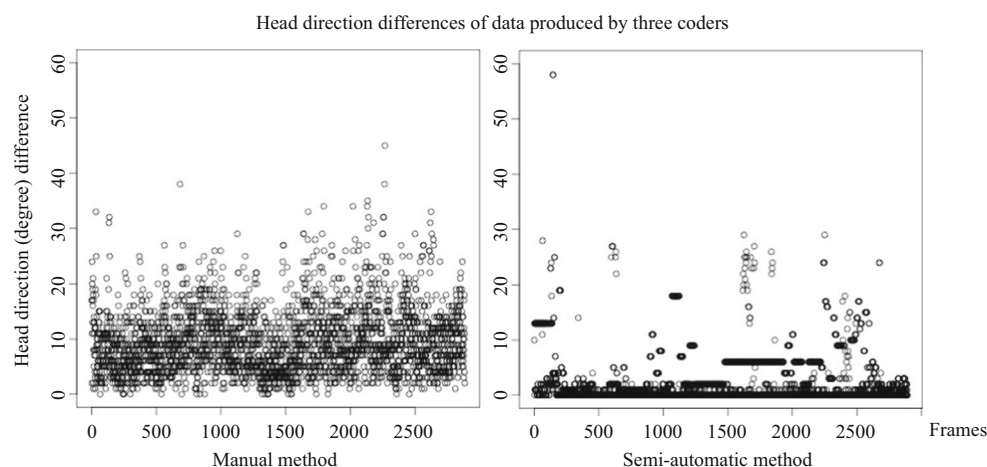 Head direction differences of data produced by three coders
Head direction (degree) difference
60
50
40
30
20
10
0
0 500 1000 1500 2000 2500
Manual method
60
50
40
30
20
10
0
0 500 1000 1500 2000 2500
Frames
Semi-automatic method